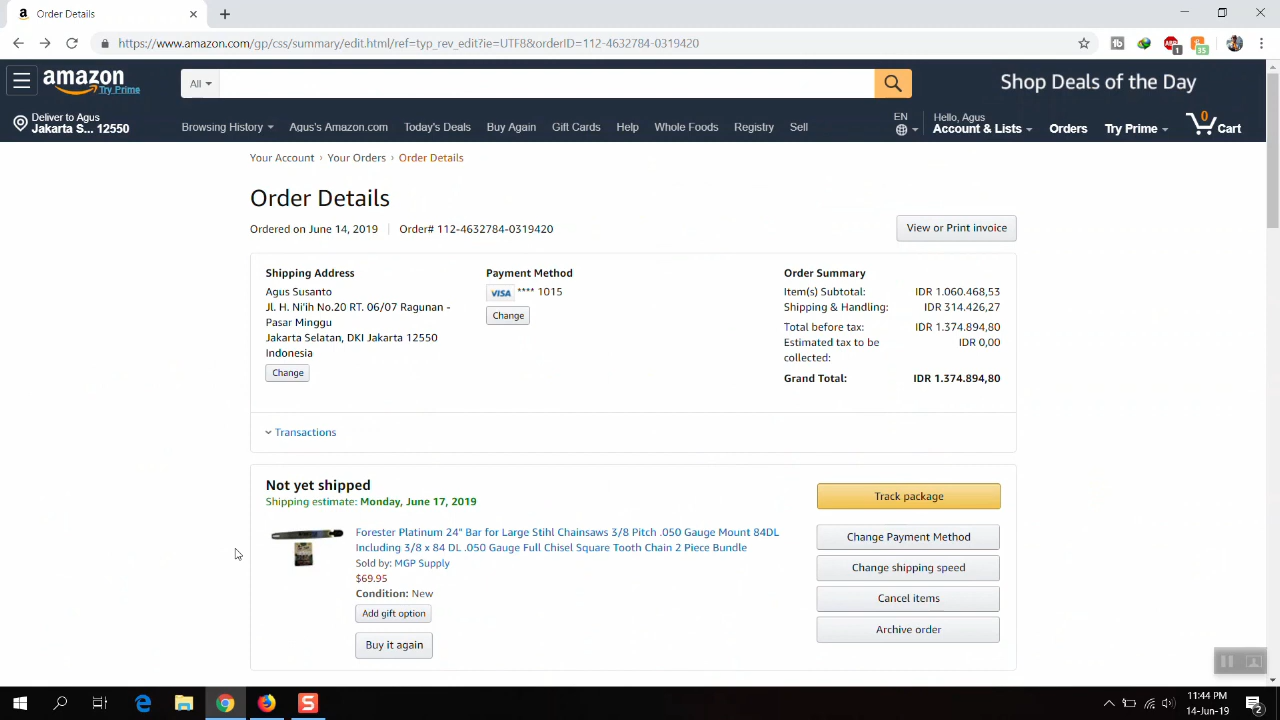 Order Details
https://www.amazon.com/gp/css/summary/edit.html/ref=typ_rev_edit?ie=UTF8&orderID=112-4632784-0319420
ABP
1
35
amazon
Try Prime
All
Shop Deals of the Day
Deliver to Agus
Jakarta S... 12550
Browsing History
Agus's Amazon.com
Today's Deals
Buy Again
Gift Cards
Help
Whole Foods
Registry
Sell
EN
Hello, Agus
Account & Lists
Orders
Try Prime
0
Cart
Your Account › Your Orders › Order Details
Order Details
Ordered on June 14, 2019 | Order# 112-4632784-0319420
View or Print invoice
Shipping Address
Agus Susanto
Jl. H. Ni'ih No.20 RT. 06/07 Ragunan -
Pasar Minggu
Jakarta Selatan, DKI Jakarta 12550
Indonesia
Change
Payment Method
VISA **** 1015
Change
Order Summary
Item(s) Subtotal: IDR 1.060.468,53
Shipping & Handling: IDR 314.426,27
Total before tax: IDR 1.374.894,80
Estimated tax to be IDR 0,00
collected:
Grand Total: IDR 1.374.894,80
Transactions
Not yet shipped
Shipping estimate: Monday, June 17, 2019
Forester Platinum 24" Bar for Large Stihl Chainsaws 3/8 Pitch .050 Gauge Mount 84DL
Including 3/8 x 84 DL .050 Gauge Full Chisel Square Tooth Chain 2 Piece Bundle
Sold by: MGP Supply
$69.95
Condition: New
Add gift option
Buy it again
Track package
Change Payment Method
Change shipping speed
Cancel items
Archive order
11:44 PM
14-Jun-19
2